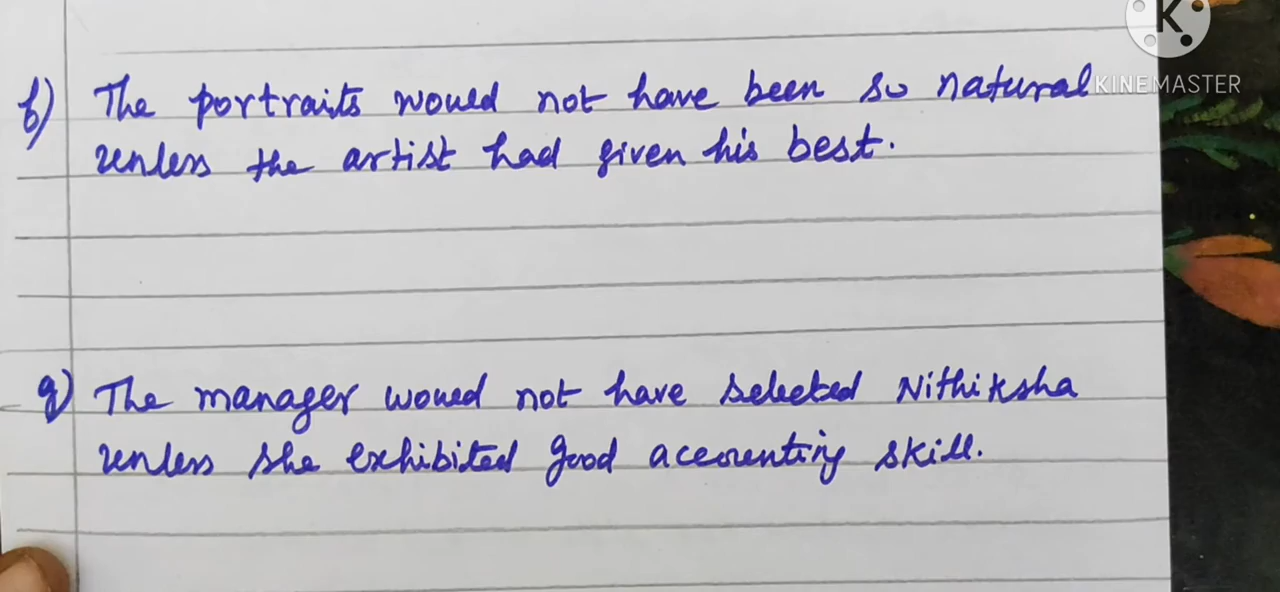 K
KINEMASTER
f) The portraits would not have been so natural
unless the artist had given his best.
g) The manager would not have selected Nithiksha
unless she exhibited good accounting skill.